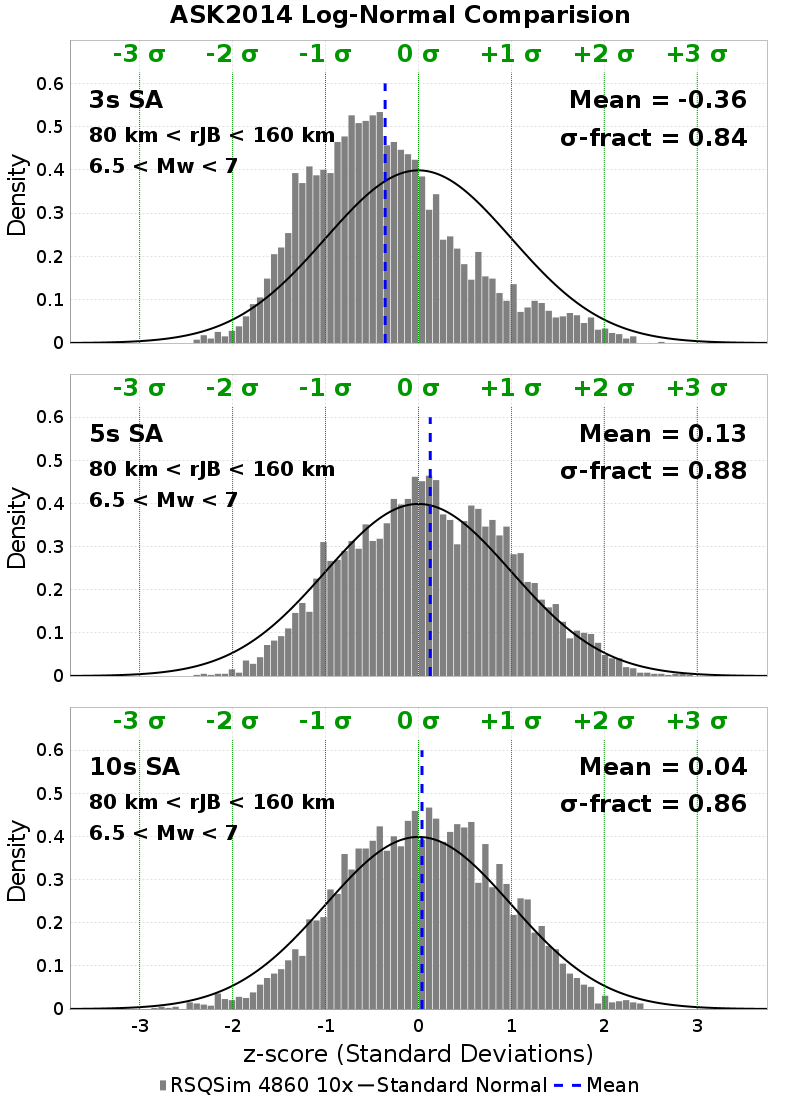 ASK2014 Log-Normal Comparision
-3 σ -2 σ -1 σ 0 σ +1 σ +2 σ +3 σ
3s SA
80 km < rJB < 160 km
6.5 < Mw < 7
Mean = -0.36
σ-fract = 0.84
Density
0.6
0.5
0.4
0.3
0.2
0.1
0
-3 σ -2 σ -1 σ 0 σ +1 σ +2 σ +3 σ
5s SA
80 km < rJB < 160 km
6.5 < Mw < 7
Mean = 0.13
σ-fract = 0.88
Density
0.6
0.5
0.4
0.3
0.2
0.1
0
-3 σ -2 σ -1 σ 0 σ +1 σ +2 σ +3 σ
10s SA
80 km < rJB < 160 km
6.5 < Mw < 7
Mean = 0.04
σ-fract = 0.86
Density
0.6
0.5
0.4
0.3
0.2
0.1
0
-3 -2 -1 0 1 2 3
z-score (Standard Deviations)
RSQSim 4860 10x Standard Normal Mean